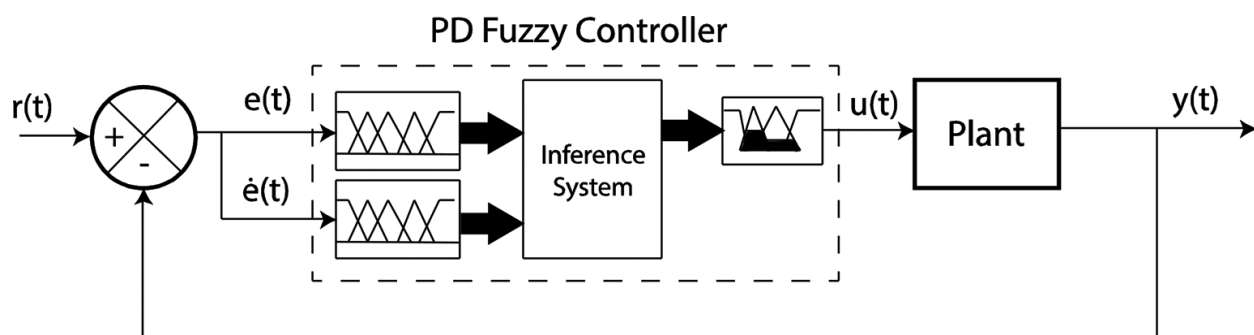 PD Fuzzy Controller
r(t)
+
-
e(t)
ė(t)
Inference
System
u(t)
Plant
y(t)